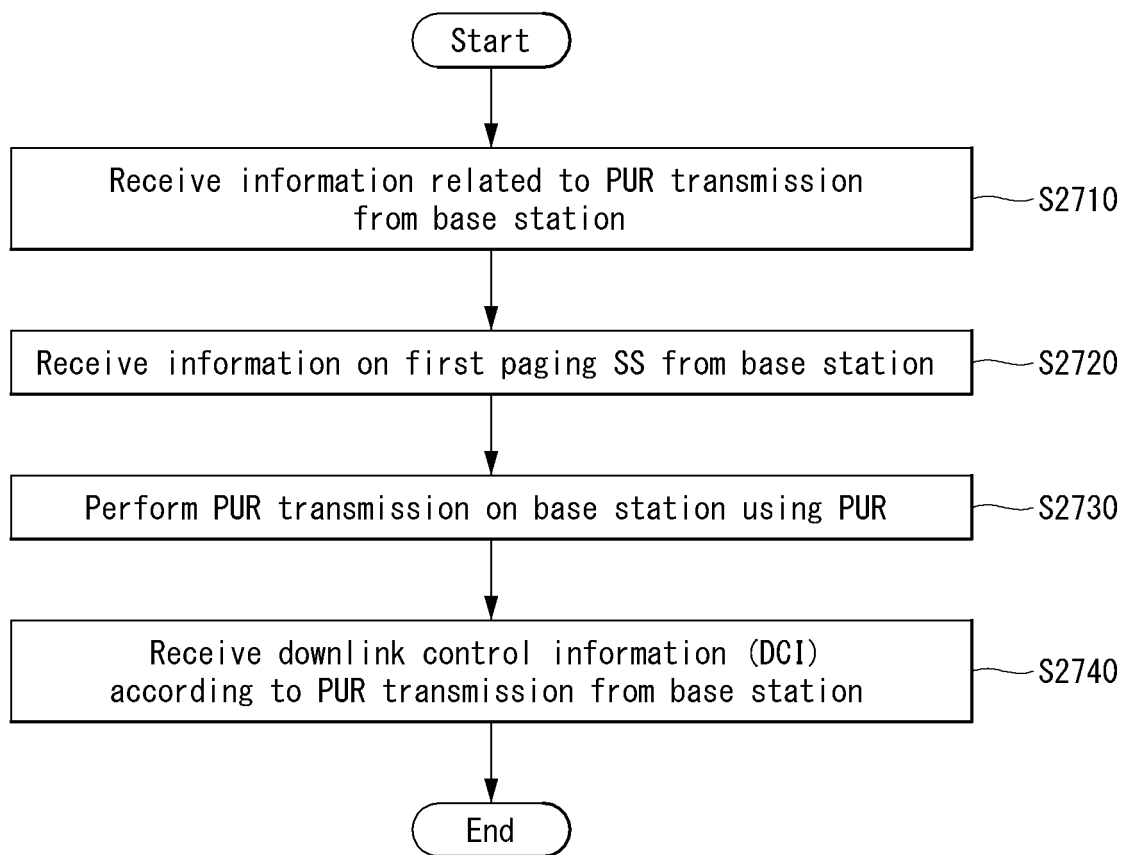 Start
Receive information related to PUR transmission
from base station
S2710
Receive information on first paging SS from base station
S2720
Perform PUR transmission on base station using PUR
S2730
Receive downlink control information (DCI)
according to PUR transmission from base station
S2740
End